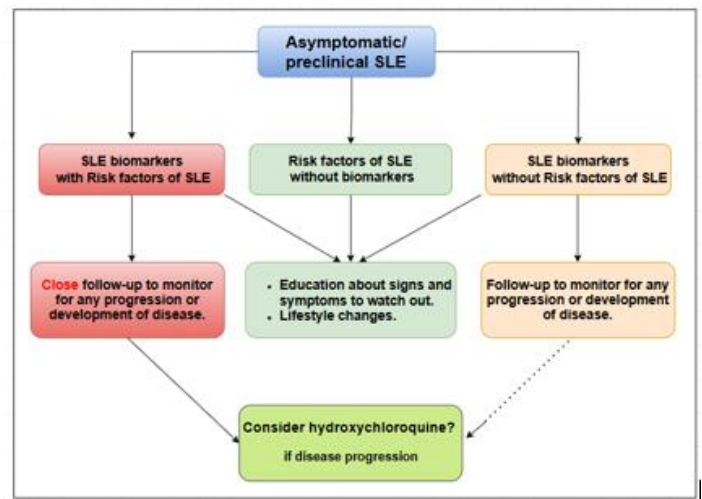 Asymptomatic/
preclinical SLE
SLE biomarkers
with Risk factors of SLE
Risk factors of SLE
without biomarkers
SLE biomarkers
without Risk factors of SLE
Close follow-up to monitor
for any progression or
development of disease.
• Education about signs and
symptoms to watch out.
• Lifestyle changes.
Follow-up to monitor for any
progression or development
of disease.
Consider hydroxychloroquine?
if disease progression